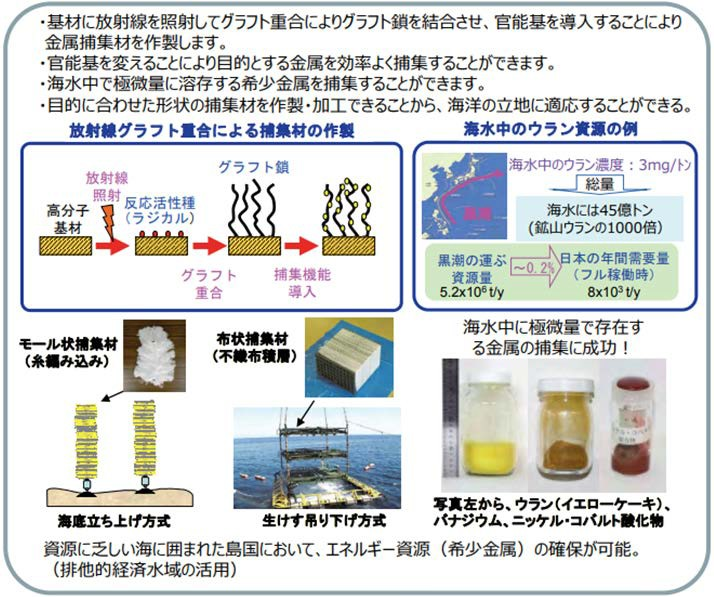 ・基材に放射線を照射してグラフト重合によりグラフト鎖を結合させ、官能基を導入することにより
金属捕集材を作製します。
・官能基を変えることにより目的とする金属を効率よく捕集することができます。
・海水中で極微量に溶存する希少金属を捕集することができます。
・目的に合わせた形状の捕集材を作製・加工できることから、海洋の立地に適応することができる。
放射線グラフト重合による捕集材の作製
高分子
基材
放射線
照射
反応活性種
(ラジカル)
グラフト
重合
グラフト鎖
捕集機能
導入
海水中のウラン資源の例
海水中のウラン濃度:3mg/トン
総量
海水には45億トン
(鉱山ウランの1000倍)
黒潮
黒潮の運ぶ
資源量
5.2x10⁶ t/y
~0.2%
日本の年間需要量
(フル稼働時)
8x10³ t/y
モール状捕集材
(糸編み込み)
海底立ち上げ方式
布状捕集材
(不織布積層)
生けす吊り下げ方式
海水中に極微量で存在す
る金属の捕集に成功!
写真左から、ウラン(イエローケーキ)、
バナジウム、ニッケル・コバルト酸化物
資源に乏しい海に囲まれた島国において、エネルギー資源(希少金属)の確保が可能。
(排他的経済水域の活用)